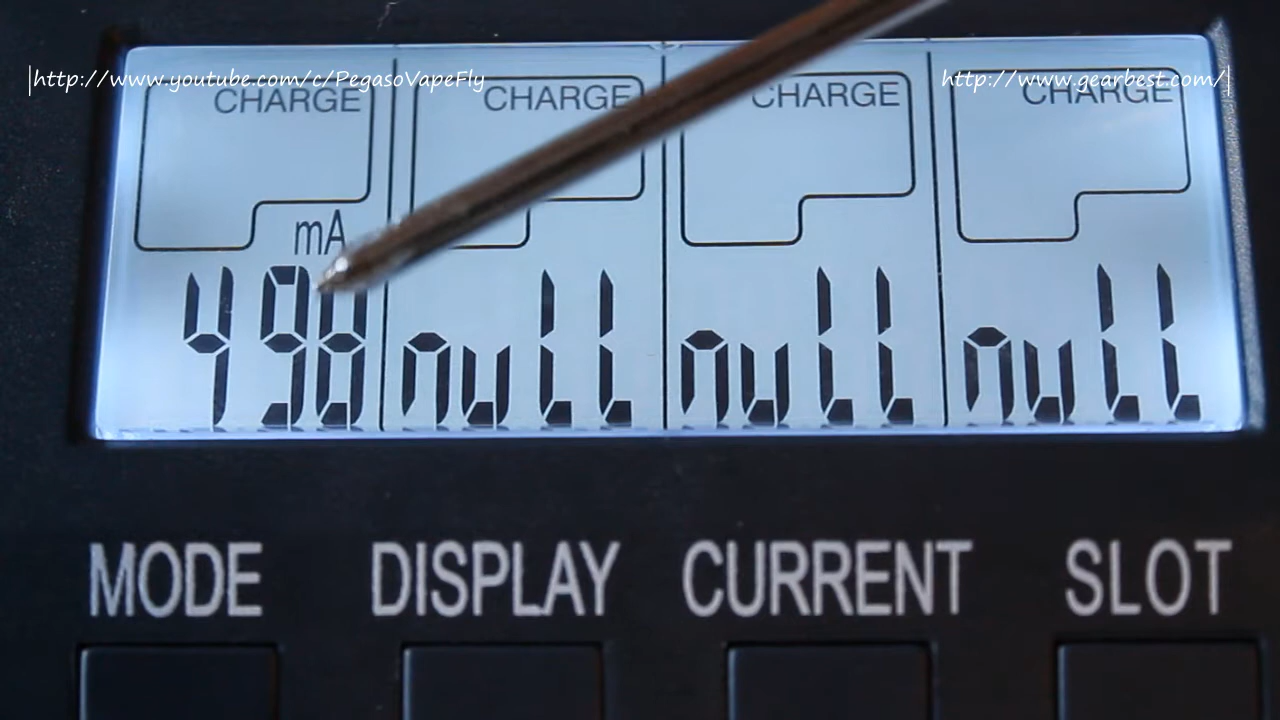 |http://www.youtube.com/c/PegasoVapeFly
http://www.gearbest.com/|
CHARGE CHARGE CHARGE CHARGE
mA
498 null null null
MODE DISPLAY CURRENT SLOT